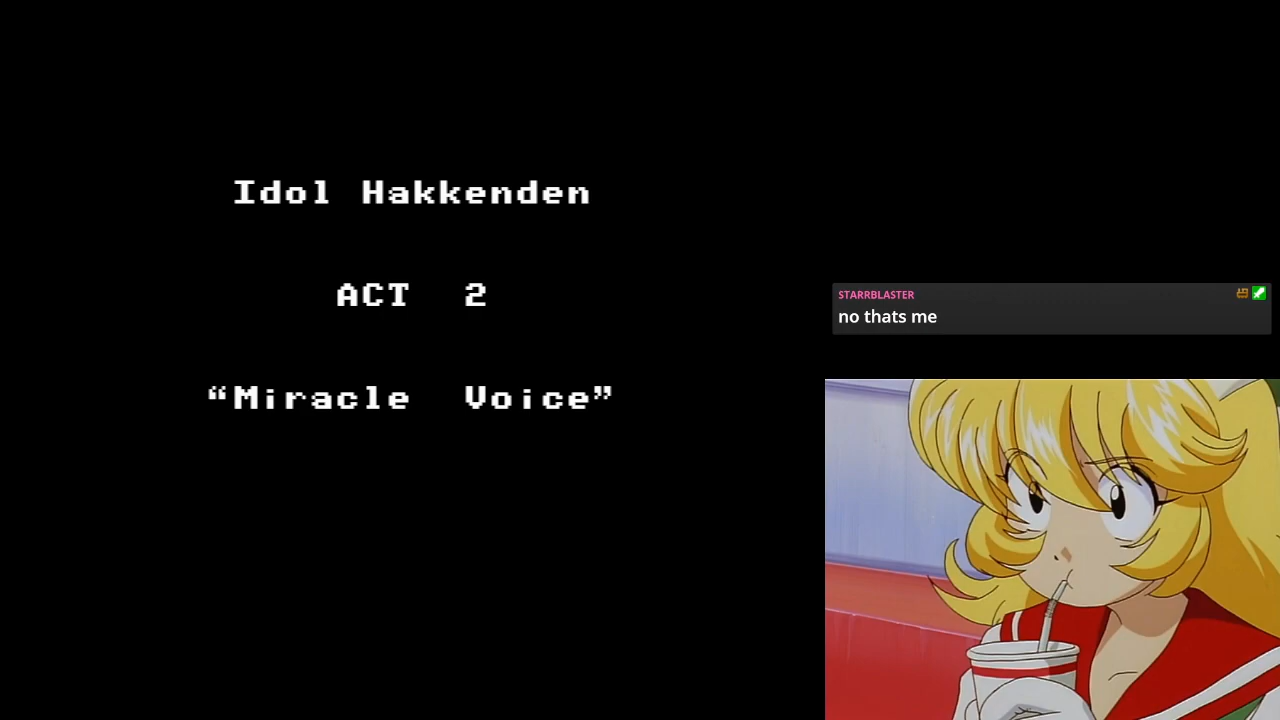 Idol Hakkenden
ACT 2
“Miracle Voice”
STARRBLASTER
no thats me